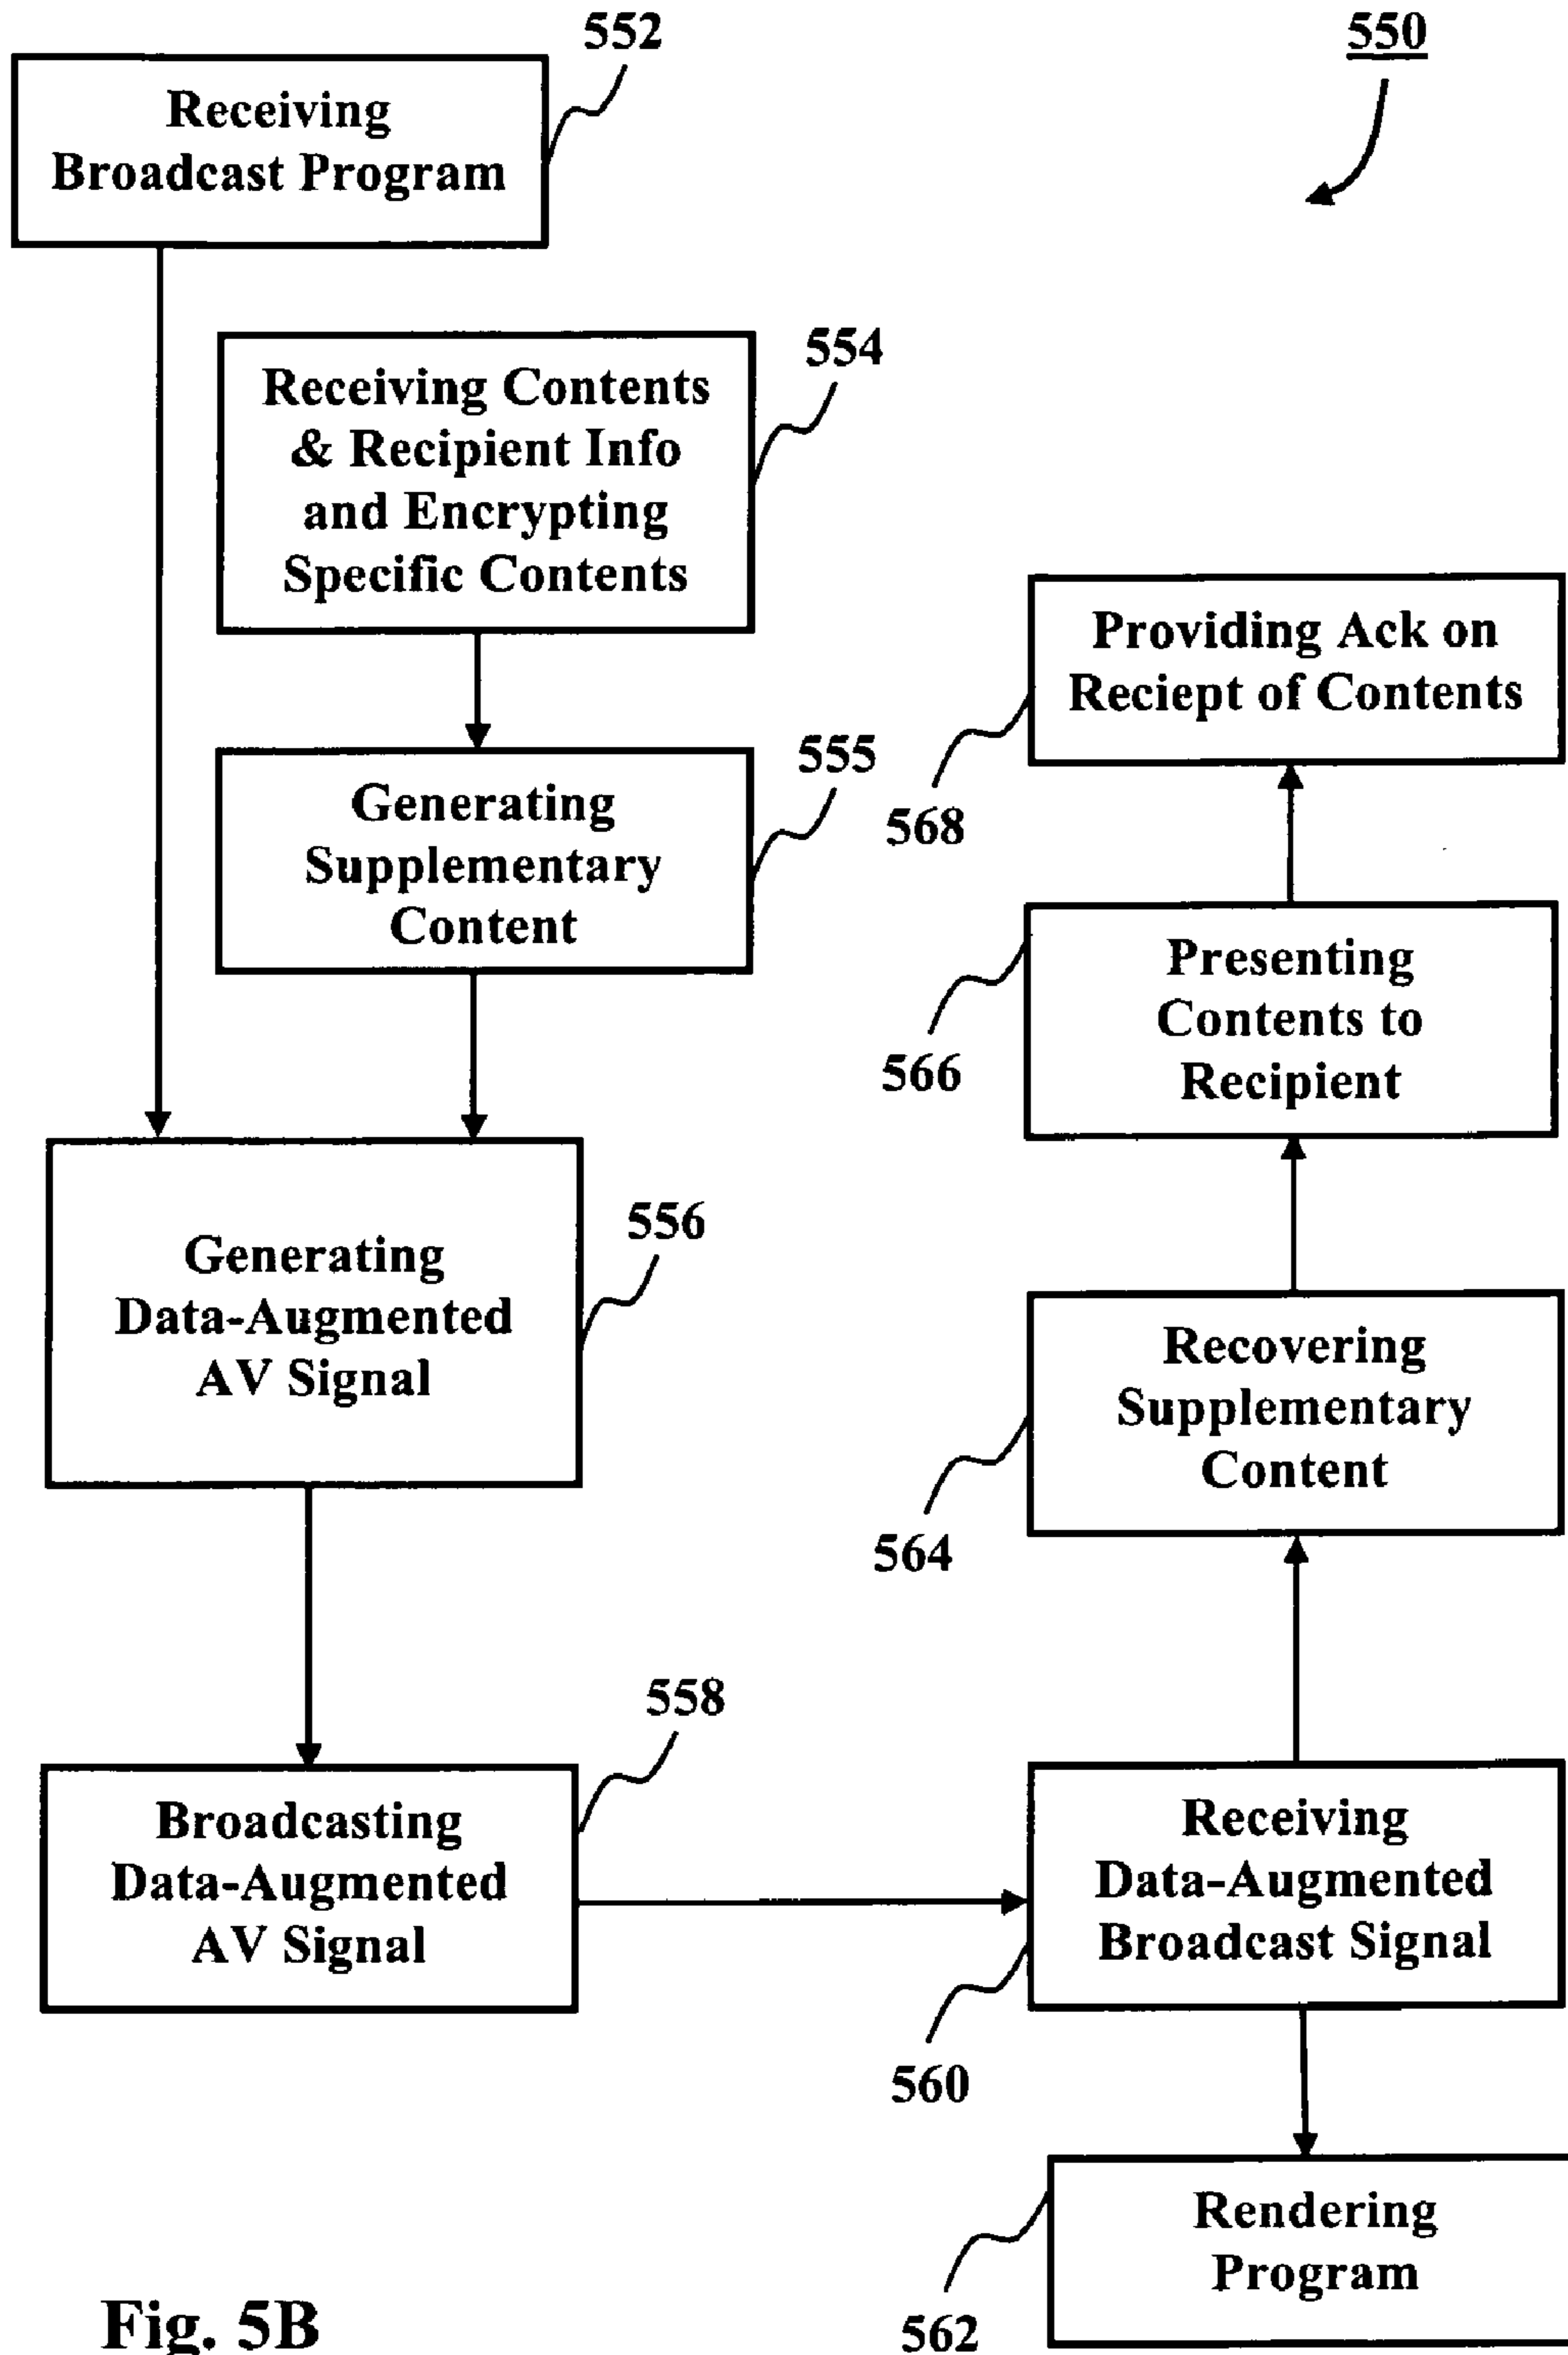 552
550
Receiving
Broadcast Program
554
Receiving Contents
& Recipient Info
and Encrypting
Specific Contents
555
Generating
Supplementary
Content
556
Generating
Data-Augmented
AV Signal
558
Broadcasting
Data-Augmented
AV Signal
Providing Ack on
Reciept of Contents
568
Presenting
Contents to
Recipient
566
Recovering
Supplementary
Content
564
Receiving
Data-Augmented
Broadcast Signal
560
Rendering
Program
562
Fig. 5B